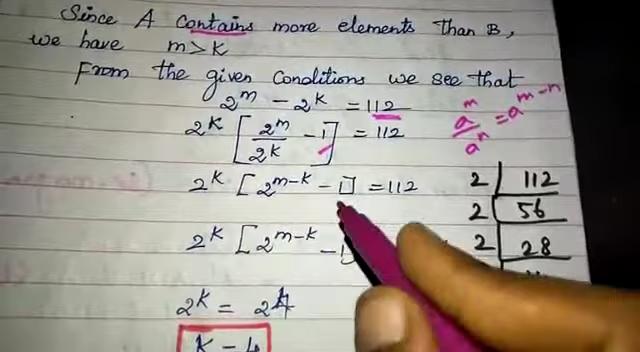 Since A contains more elements than B,
we have m > k
From the given conditions we see that
2^m - 2^k = 112
2^k [2^m/2^k - 1] = 112
a^m/a^n = a^(m-n)
2^k [2^(m-k) - 1] = 112
2 | 112
2 | 56
2^k [2^(m-k) - 1]
2 | 28
2^k = 2^4
k = 4